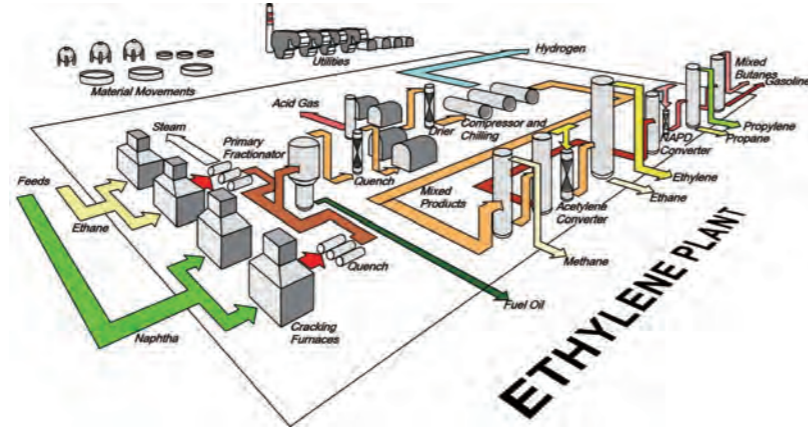 Utilities
Material Movements
Hydrogen
Mixed
Butanes
Gasoline
Acid Gas
Steam
Primary
Fractionator
Drier
Compressor and
Chilling
Quench
NAPD
Converter
Propylene
Propane
Feeds
Ethane
Mixed
Products
Acetylene
Converter
Ethylene
Ethane
Methane
Quench
Naphtha
Cracking
Furnaces
Fuel Oil
ETHYLENE PLANT